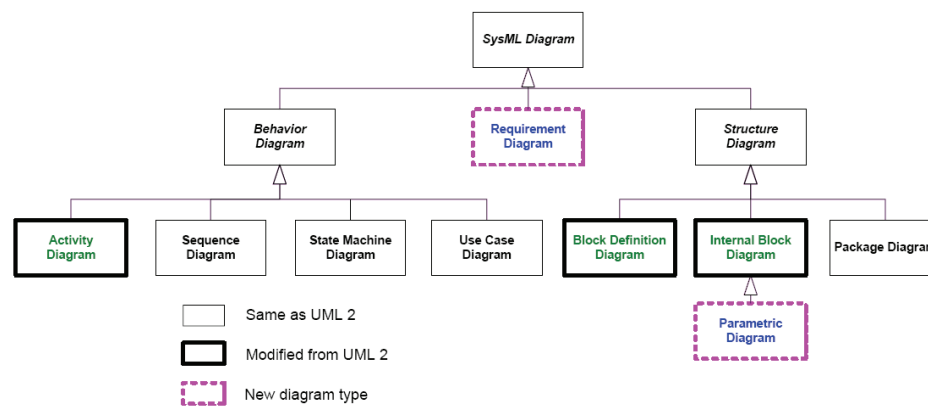 SysML Diagram
Behavior
Diagram
Requirement
Diagram
Structure
Diagram
Activity
Diagram
Sequence
Diagram
State Machine
Diagram
Use Case
Diagram
Block Definition
Diagram
Internal Block
Diagram
Package Diagram
Parametric
Diagram
Same as UML 2
Modified from UML 2
New diagram type